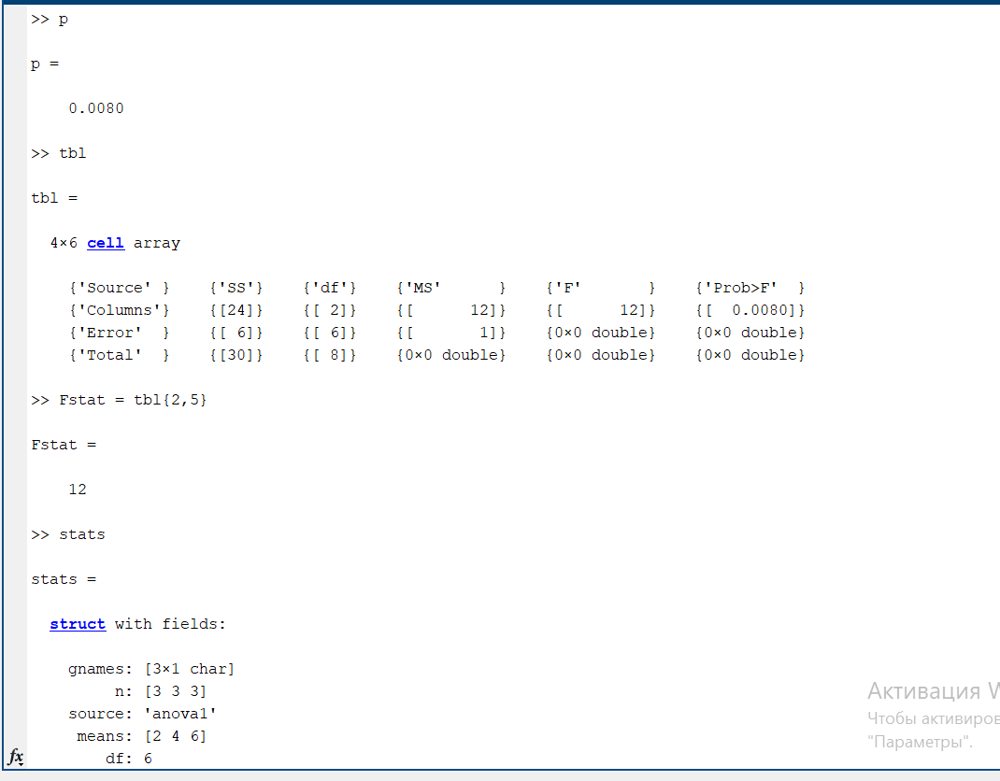 >> p
p =
0.0080
>> tbl
tbl =
4×6 cell array
{'Source' } {'SS'} {'df'} {'MS' } {'F' } {'Prob>F' }
{'Columns'} {[24]} {[ 2]} {[ 12]} {[ 12]} {[ 0.0080]}
{'Error' } {[ 6]} {[ 6]} {[ 1]} {0×0 double} {0×0 double}
{'Total' } {[30]} {[ 8]} {0×0 double} {0×0 double} {0×0 double}
>> Fstat = tbl{2,5}
Fstat =
12
>> stats
stats =
struct with fields:
gnames: [3×1 char]
n: [3 3 3]
source: 'anova1'
means: [2 4 6]
df: 6
fx
Активация W
Чтобы активиров
"Параметры".